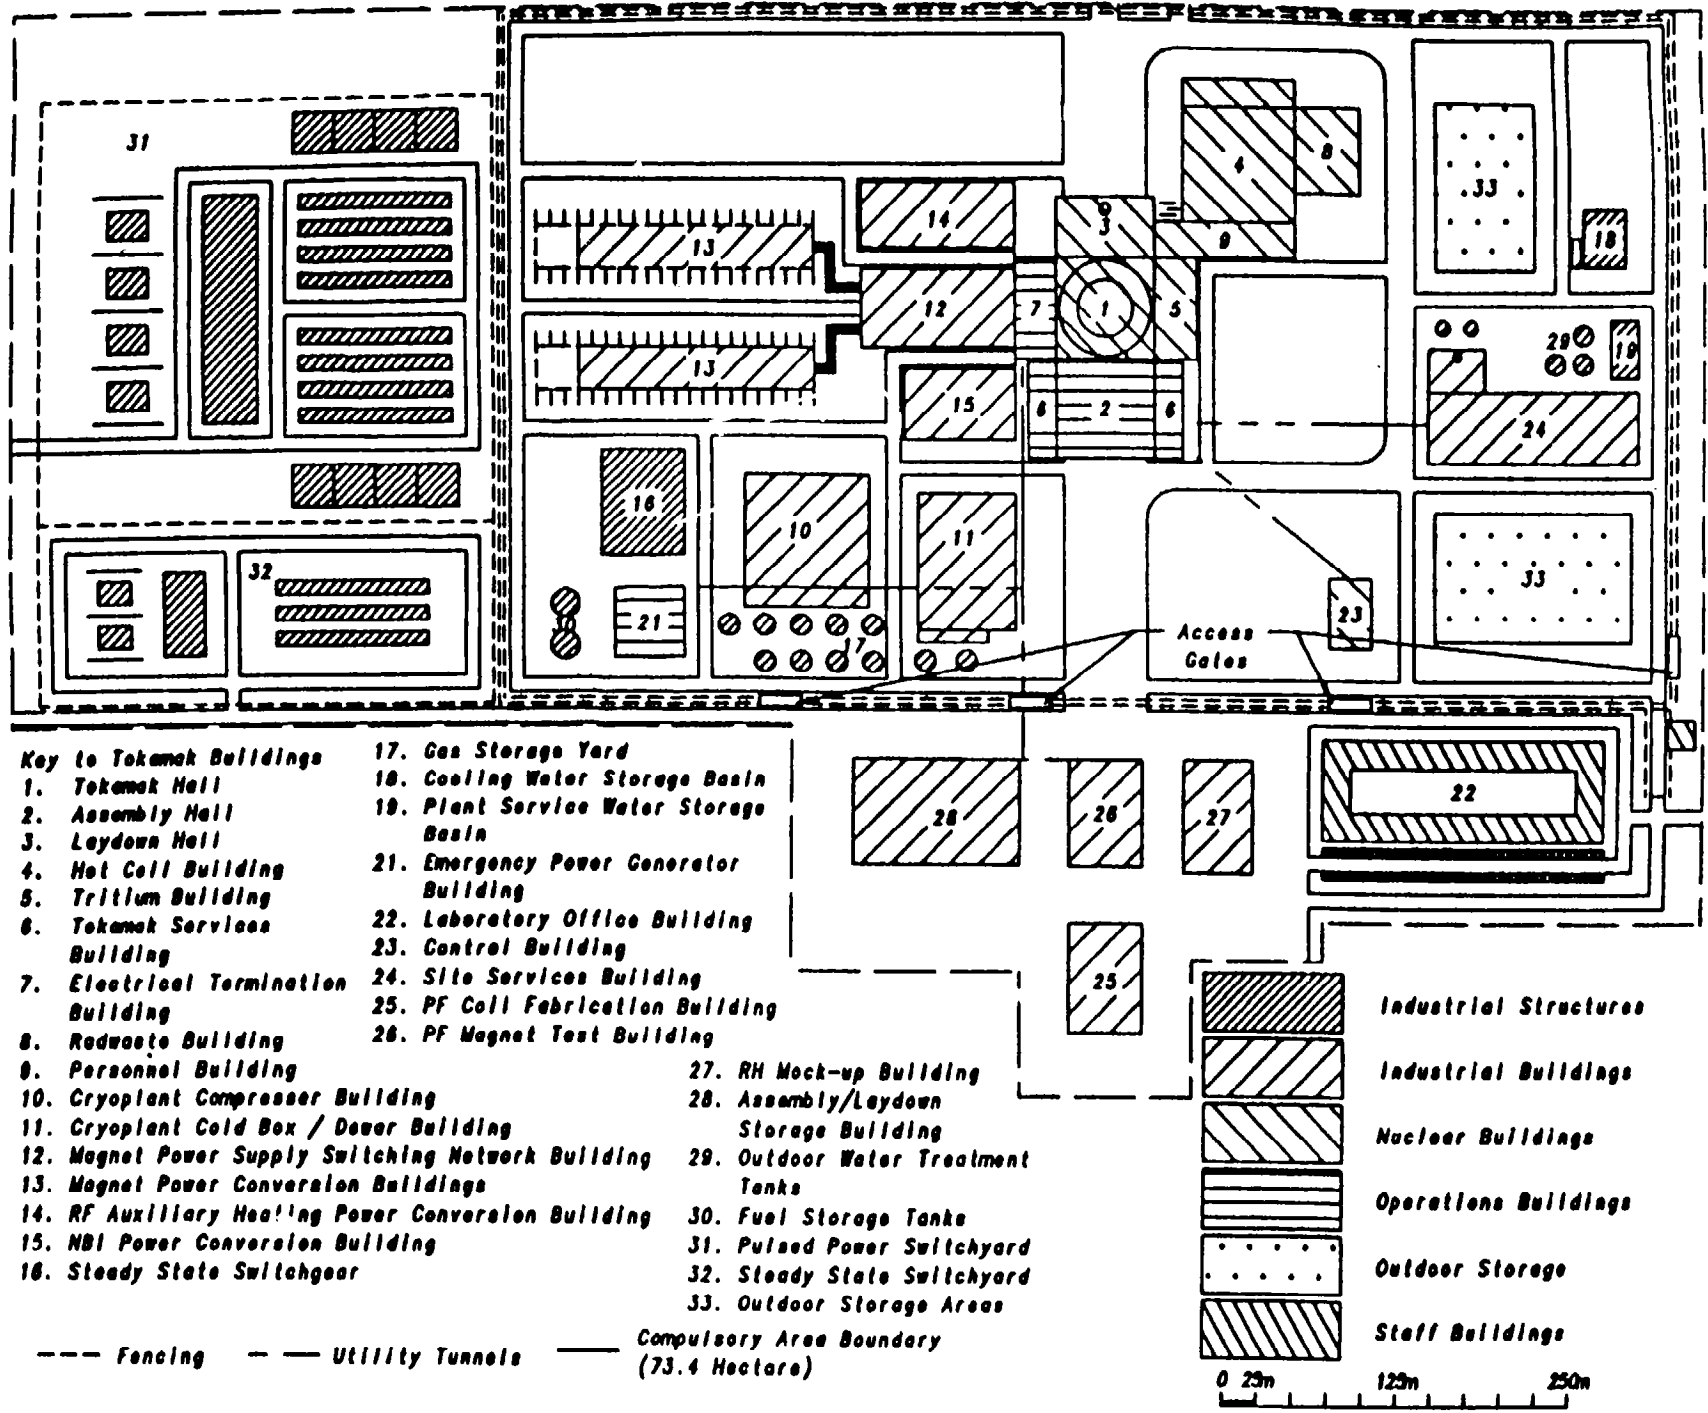 31
14
13
12
13
15
7
3
1
5
4
8
9
6
2
6
33
18
29
19
24
16
10
11
21
17
32
33
23
Access
Gates
28
26
27
22
25
Key to Tokamak Buildings
1. Tokamak Hall
2. Assembly Hall
3. Laydown Hall
4. Hot Cell Building
5. Tritium Building
6. Tokamak Services
Building
7. Electrical Termination
Building
8. Radwaste Building
9. Personnel Building
10. Cryoplant Compressor Building
11. Cryoplant Cold Box / Dewar Building
12. Magnet Power Supply Switching Network Building
13. Magnet Power Conversion Buildings
14. RF Auxiliary Heating Power Conversion Building
15. NBI Power Conversion Building
16. Steady State Switchgear
17. Gas Storage Yard
18. Cooling Water Storage Basin
19. Plant Service Water Storage
Basin
21. Emergency Power Generator
Building
22. Laboratory Office Building
23. Control Building
24. Site Services Building
25. PF Coil Fabrication Building
26. PF Magnet Test Building
27. RH Mock-up Building
28. Assembly/Laydown
Storage Building
29. Outdoor Water Treatment
Tanks
30. Fuel Storage Tanks
31. Pulsed Power Switchyard
32. Steady State Switchyard
33. Outdoor Storage Areas
Industrial Structures
Industrial Buildings
Nuclear Buildings
Operations Buildings
Outdoor Storage
Staff Buildings
Fencing
Utility Tunnels
Compulsory Area Boundary
(73.4 Hectare)
0 25m 125m 250m